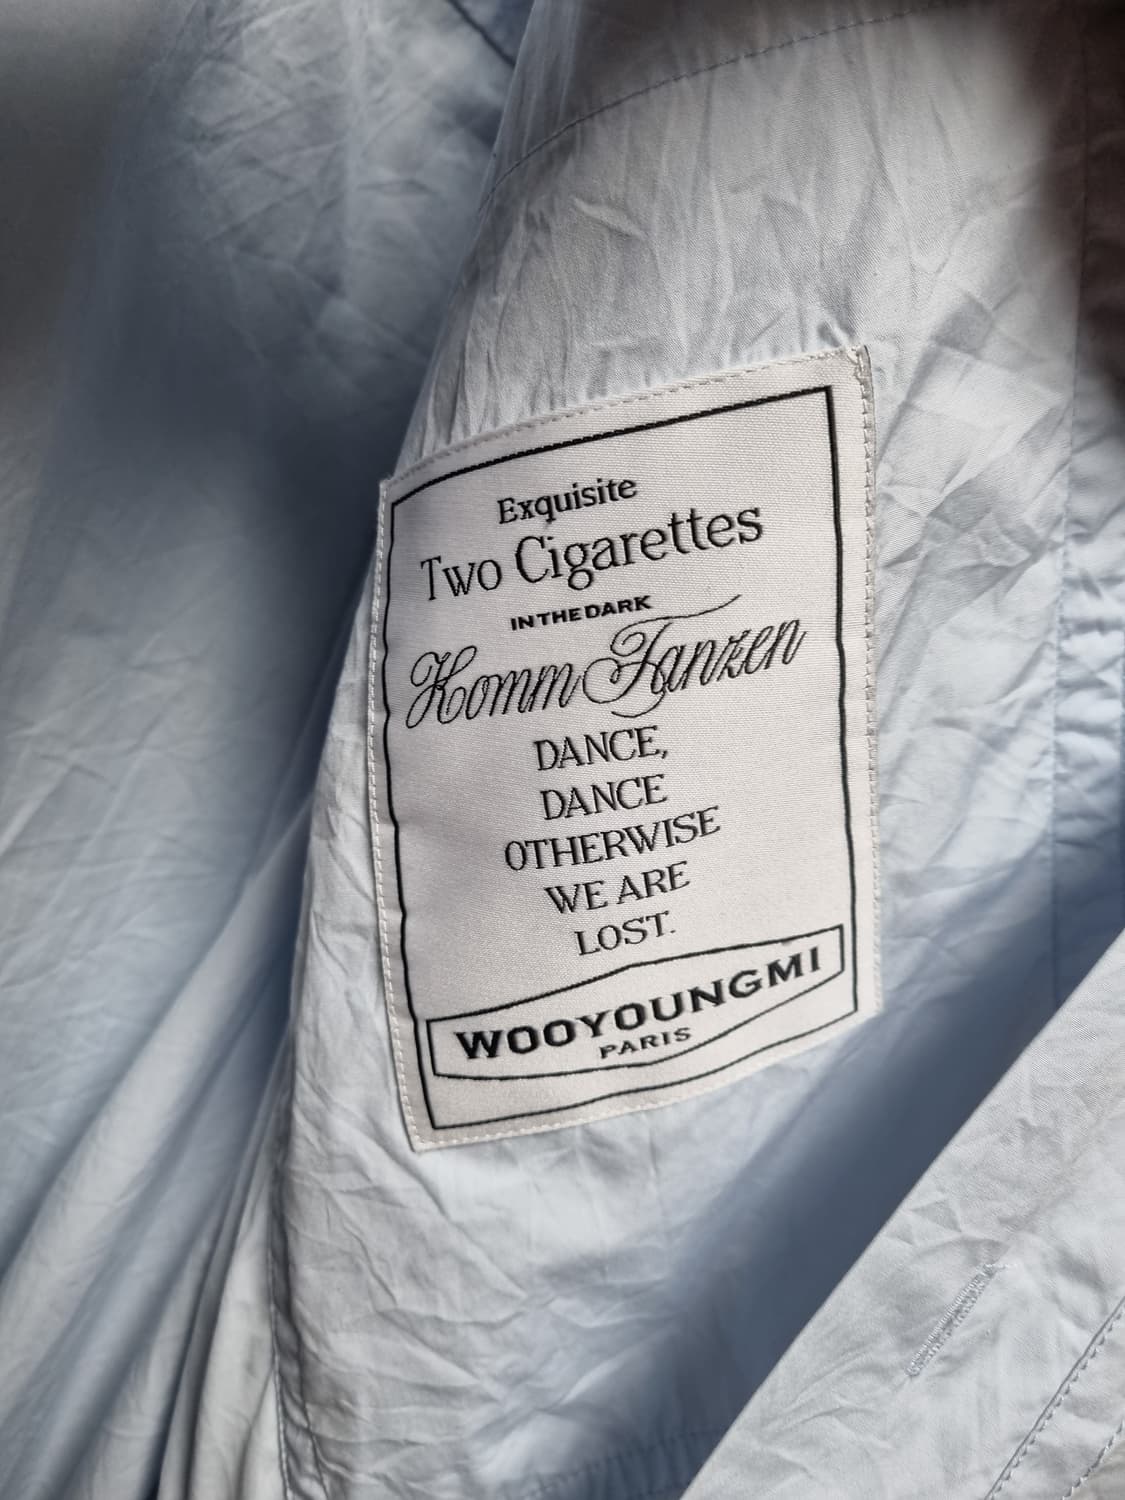 Exquisite
Two Cigarettes
IN THE DARK
Komm Tanzen
DANCE,
DANCE
OTHERWISE
WE ARE
LOST.
WOOYOUNGMI
PARIS